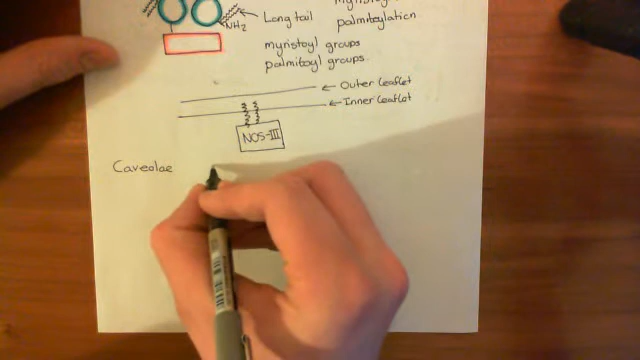 Long tail
palmitoylation
NH2
myristoyl groups
palmitoyl groups
Outer leaflet
Inner leaflet
NOS-III
Caveolae